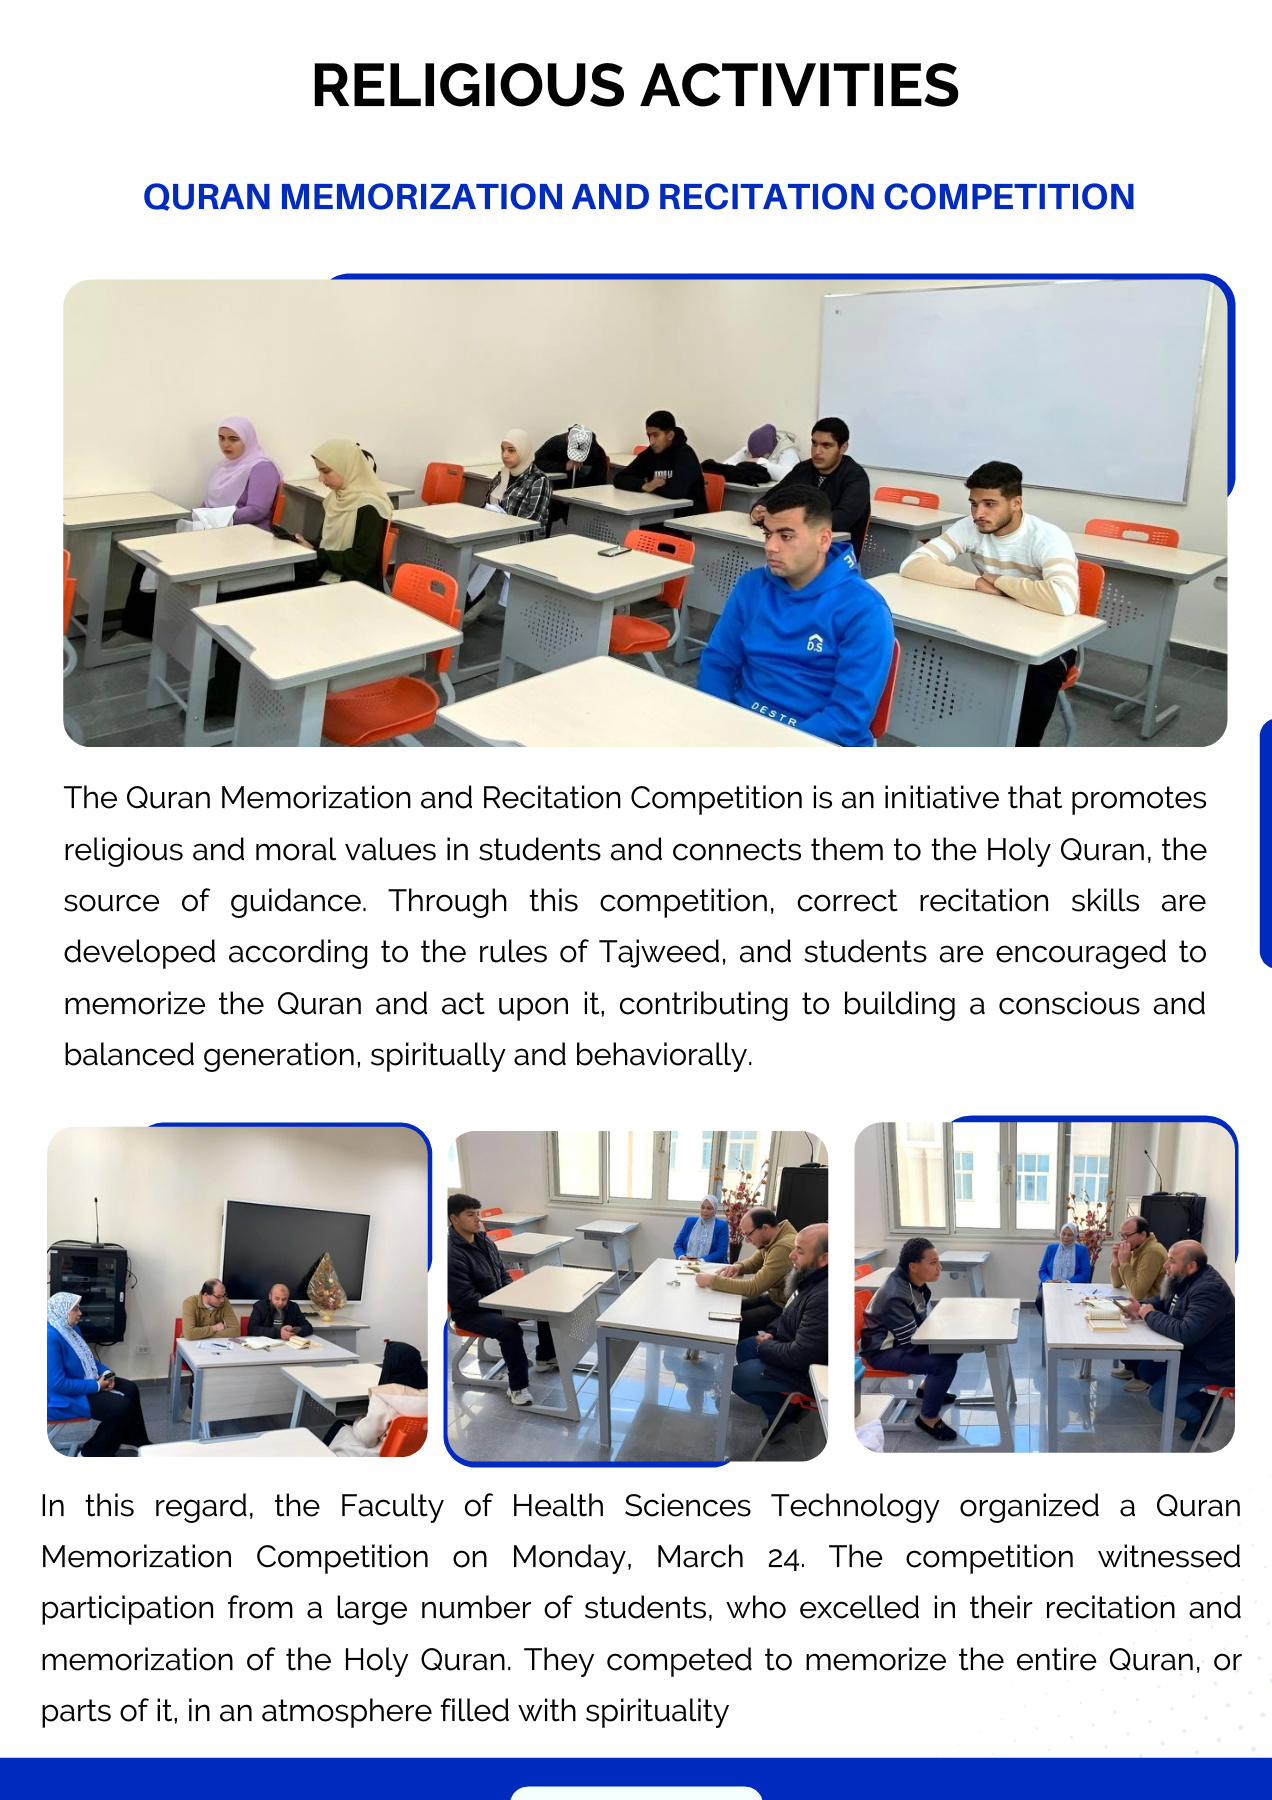 RELIGIOUS ACTIVITIES
QURAN MEMORIZATION AND RECITATION COMPETITION
D.S
DESTR
The Quran Memorization and Recitation Competition is an initiative that promotes
religious and moral values in students and connects them to the Holy Quran, the
source of guidance. Through this competition, correct recitation skills are
developed according to the rules of Tajweed, and students are encouraged to
memorize the Quran and act upon it, contributing to building a conscious and
balanced generation, spiritually and behaviorally.
In this regard, the Faculty of Health Sciences Technology organized a Quran
Memorization Competition on Monday, March 24. The competition witnessed
participation from a large number of students, who excelled in their recitation and
memorization of the Holy Quran. They competed to memorize the entire Quran, or
parts of it, in an atmosphere filled with spirituality